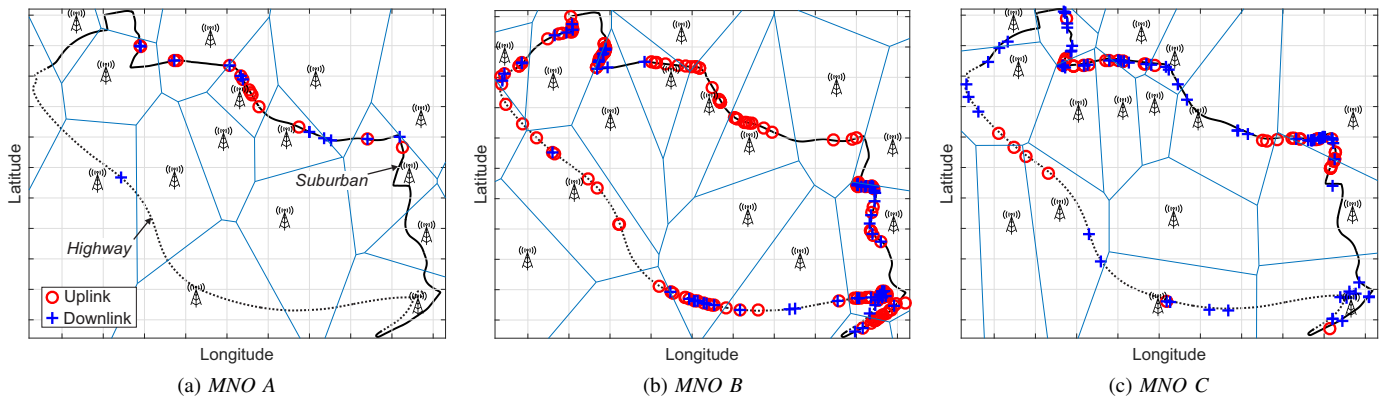 Latitude
Suburban
Highway
Uplink
Downlink
Longitude
(a) MNO A
Latitude
Longitude
(b) MNO B
Latitude
Longitude
(c) MNO C